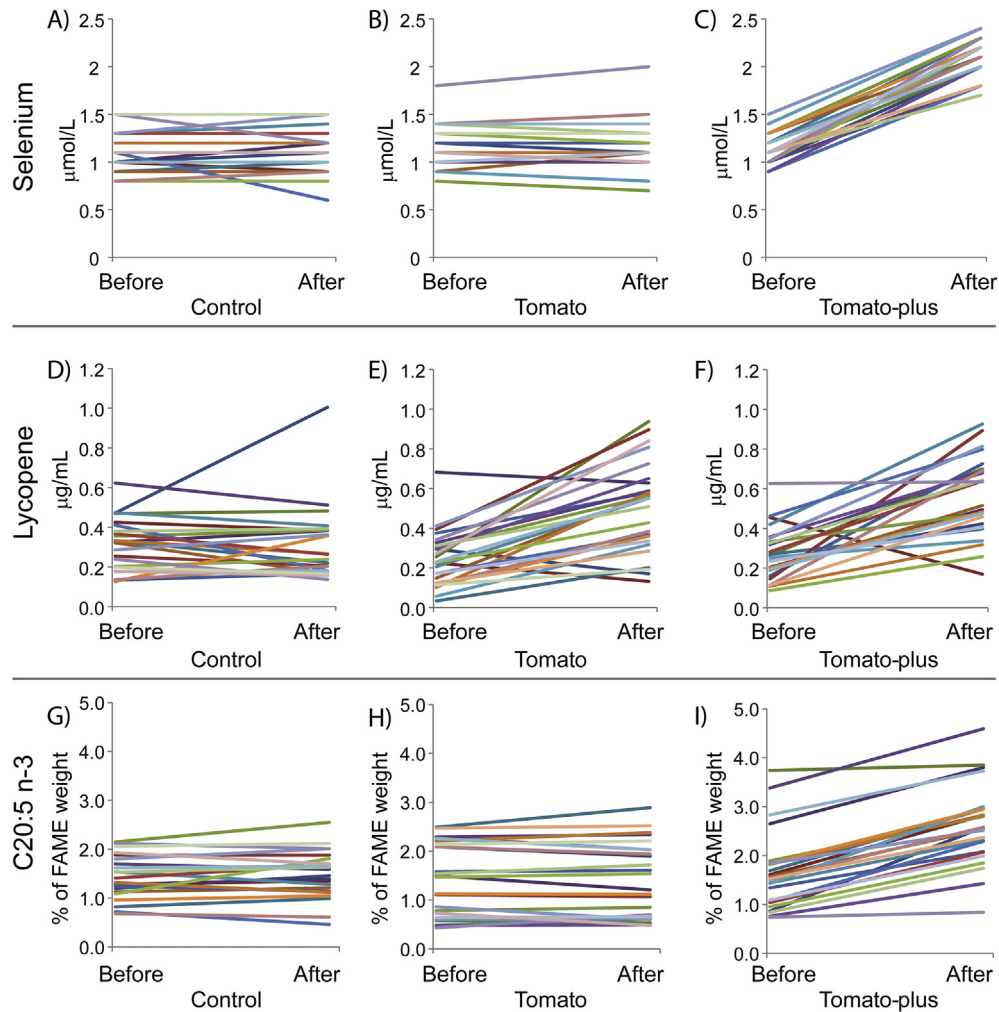 A) B) C)
Selenium
µmol/L
2.5
2
1.5
1
0.5
0
Before After
Control
µmol/L
2.5
2
1.5
1
0.5
0
Before After
Tomato
µmol/L
2.5
2
1.5
1
0.5
0
Before After
Tomato-plus
D) E) F)
Lycopene
µg/mL
1.2
1.0
0.8
0.6
0.4
0.2
0.0
Before After
Control
µg/mL
1.2
1.0
0.8
0.6
0.4
0.2
0.0
Before After
Tomato
µg/mL
1.2
1.0
0.8
0.6
0.4
0.2
0.0
Before After
Tomato-plus
G) H) I)
C20:5 n-3
% of FAME weight
5.0
4.0
3.0
2.0
1.0
0.0
Before After
Control
% of FAME weight
5.0
4.0
3.0
2.0
1.0
0.0
Before After
Tomato
% of FAME weight
5.0
4.0
3.0
2.0
1.0
0.0
Before After
Tomato-plus